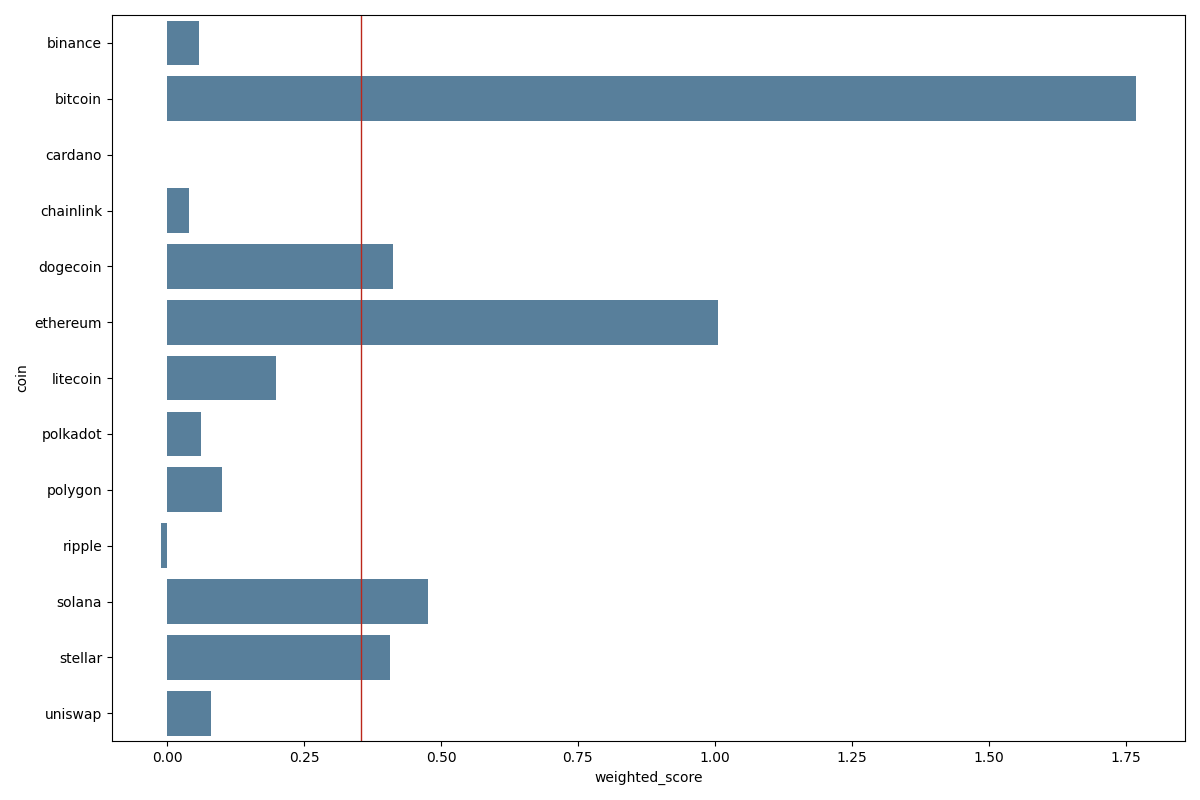 binance
bitcoin
cardano
chainlink
dogecoin
ethereum
litecoin
polkadot
polygon
ripple
solana
stellar
uniswap
coin
0.00 0.25 0.50 0.75 1.00 1.25 1.50 1.75
weighted_score